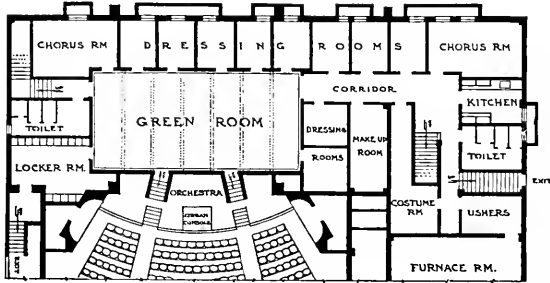 CHORUS RM
DRESSING ROOMS
CHORUS RM
CORRIDOR
KITCHEN
GREEN ROOM
TOILET
DRESSING
ROOMS
MAKE UP
ROOM
TOILET
LOCKER RM.
ORCHESTRA
EXIT
ORGAN
CONSOLE
COSTUME
RM
USHERS
FURNACE RM.